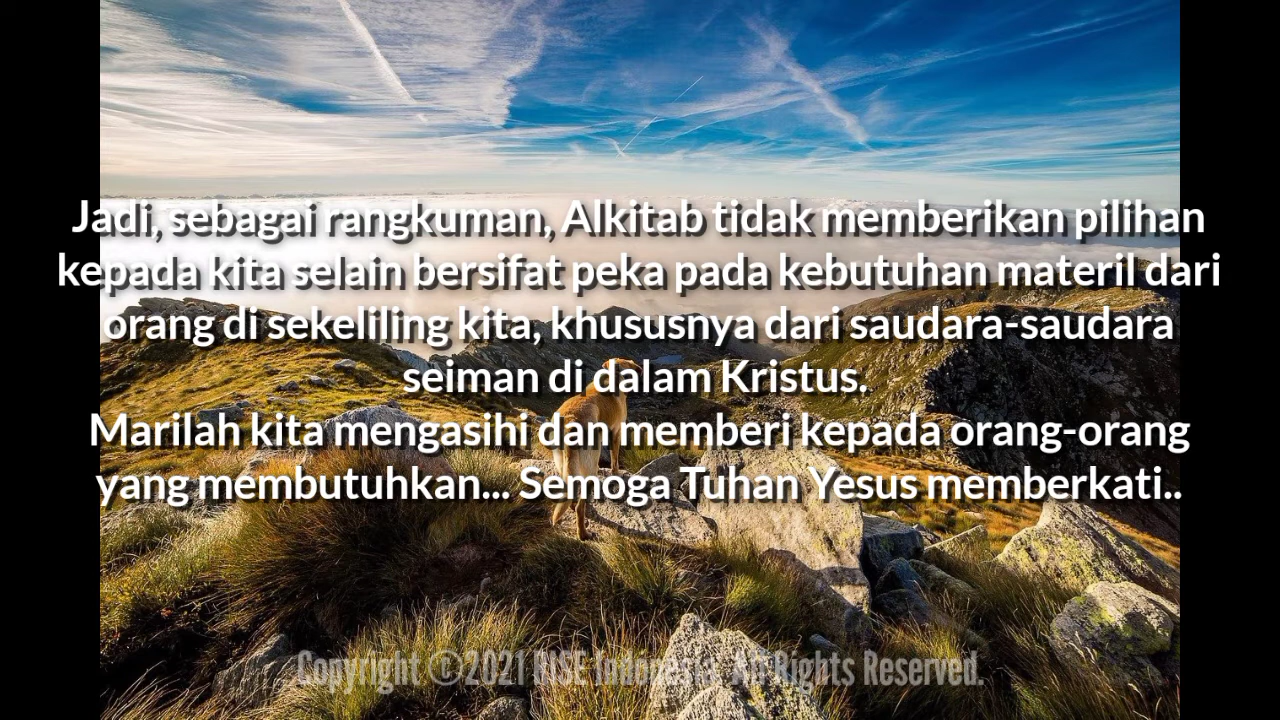 Jadi, sebagai rangkuman, Alkitab tidak memberikan pilihan
kepada kita selain bersifat peka pada kebutuhan materil dari
orang di sekeliling kita, khususnya dari saudara-saudara
seiman di dalam Kristus.
Marilah kita mengasihi dan memberi kepada orang-orang
yang membutuhkan... Semoga Tuhan Yesus memberkati..
Copyright ©2021 RISE Indonesia. All Rights Reserved.